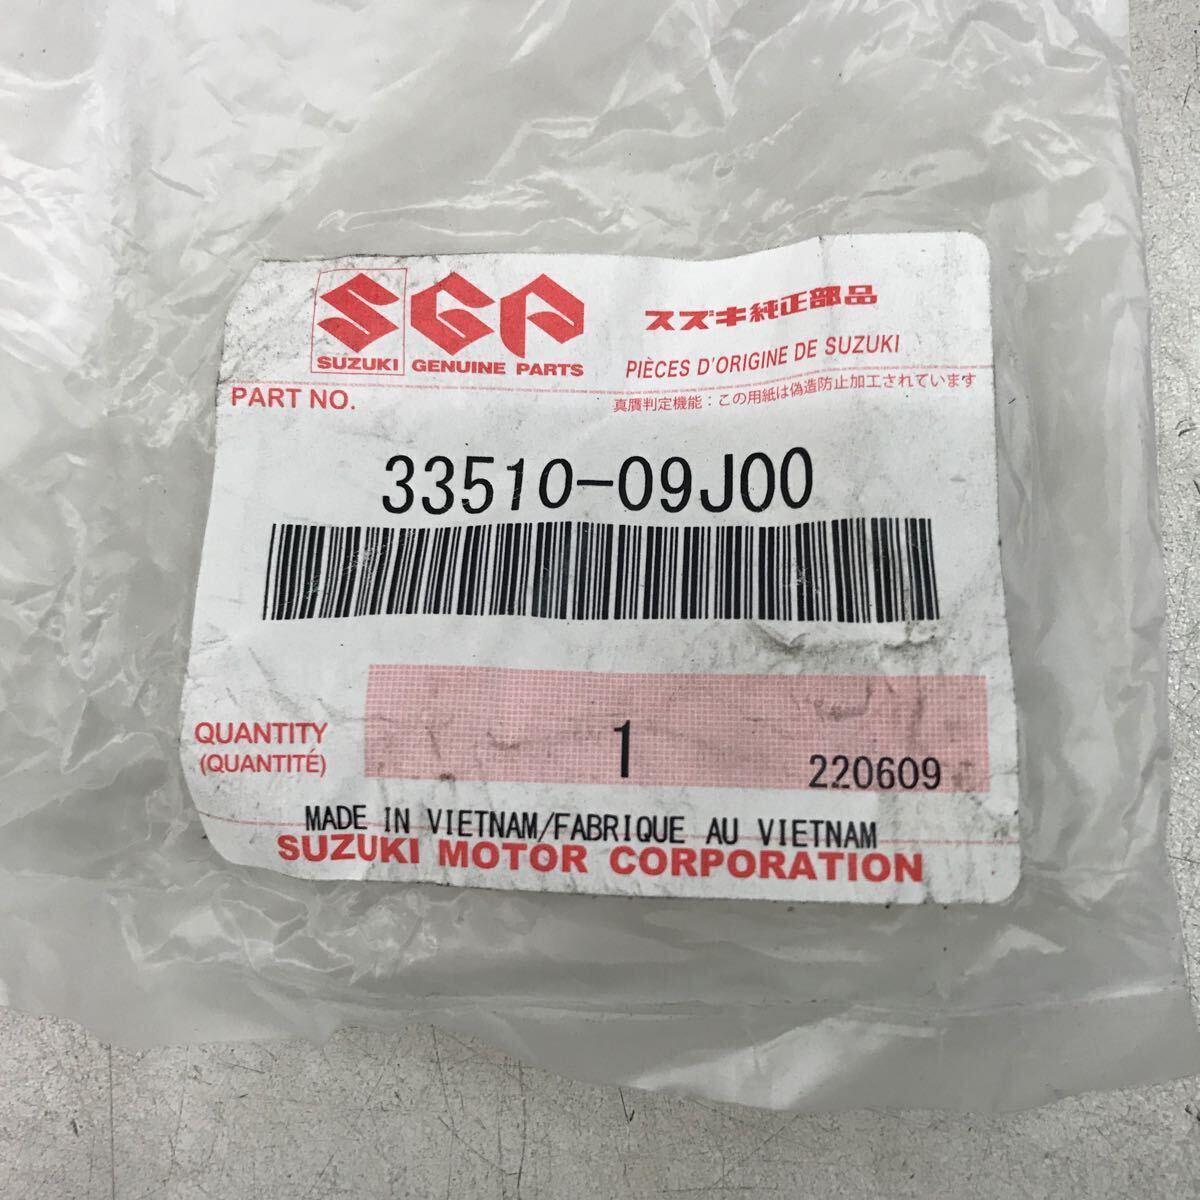 SGP
スズキ純正部品
SUZUKI GENUINE PARTS
PIÈCES D'ORIGINE DE SUZUKI
PART NO.
真贋判定機能：この用紙は偽造防止加工されています
33510-09J00
QUANTITY
(QUANTITÉ)
1
220609
MADE IN VIETNAM/FABRIQUE AU VIETNAM
SUZUKI MOTOR CORPORATION